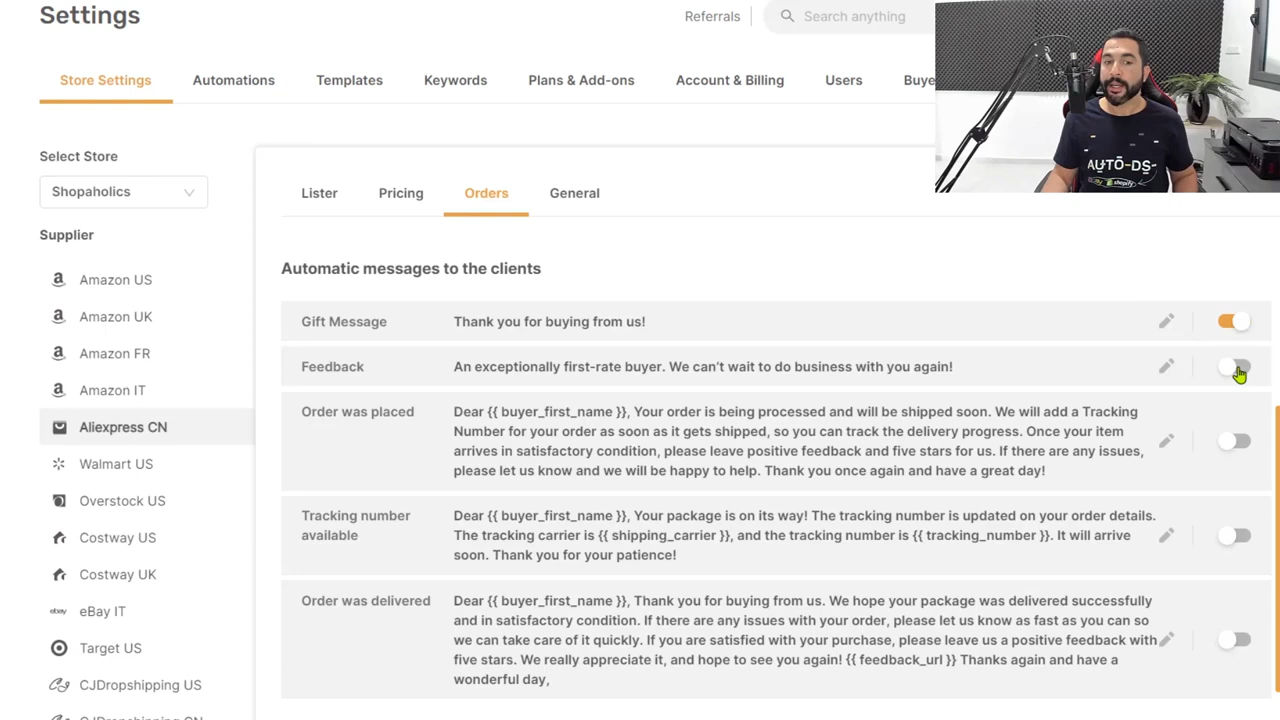 Settings
Referrals
Search anything
Store Settings
Automations
Templates
Keywords
Plans & Add-ons
Account & Billing
Users
Buye
AUTO-DS
shopify
Select Store
Shopaholics
Supplier
Amazon US
Amazon UK
Amazon FR
Amazon IT
Aliexpress CN
Walmart US
Overstock US
Costway US
Costway UK
ebay
eBay IT
Target US
CJDropshipping US
CJDropshipping CN
Lister
Pricing
Orders
General
Automatic messages to the clients
Gift Message
Thank you for buying from us!
Feedback
An exceptionally first-rate buyer. We can't wait to do business with you again!
Order was placed
Dear {{ buyer_first_name }}, Your order is being processed and will be shipped soon. We will add a Tracking
Number for your order as soon as it gets shipped, so you can track the delivery progress. Once your item
arrives in satisfactory condition, please leave positive feedback and five stars for us. If there are any issues,
please let us know and we will be happy to help. Thank you once again and have a great day!
Tracking number
available
Dear {{ buyer_first_name }}, Your package is on its way! The tracking number is updated on your order details.
The tracking carrier is {{ shipping_carrier }}, and the tracking number is {{ tracking_number }}. It will arrive
soon. Thank you for your patience!
Order was delivered
Dear {{ buyer_first_name }}, Thank you for buying from us. We hope your package was delivered successfully
and in satisfactory condition. If there are any issues with your order, please let us know as fast as you can so
we can take care of it quickly. If you are satisfied with your purchase, please leave us a positive feedback with
five stars. We really appreciate it, and hope to see you again! {{ feedback_url }} Thanks again and have a
wonderful day,